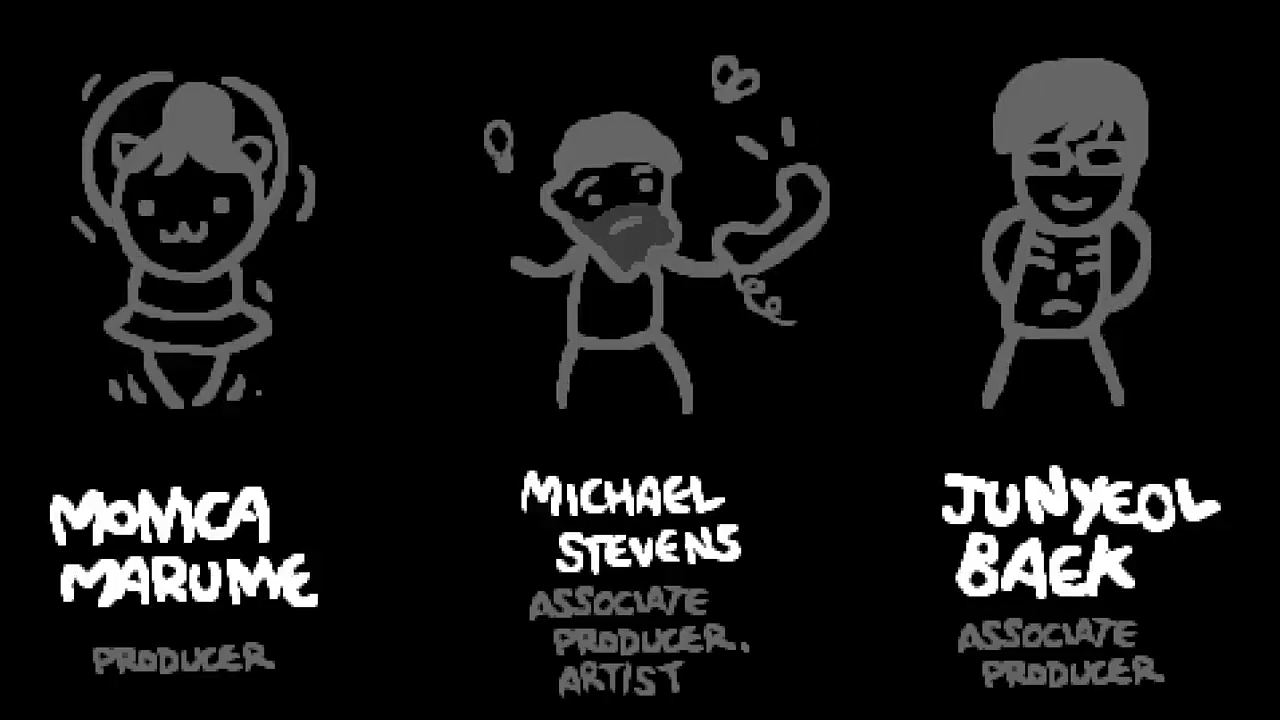 MONICA
MARUME
PRODUCER
MICHAEL
STEVENS
ASSOCIATE
PRODUCER.
ARTIST
JUNYEOL
BAEK
ASSOCIATE
PRODUCER